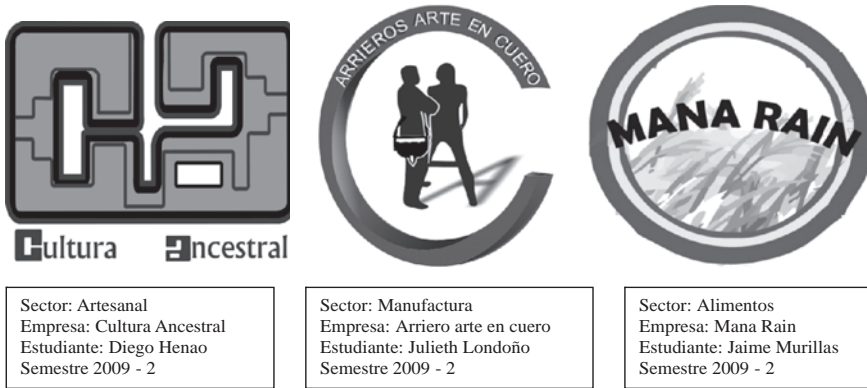 Cultura Ancestral
ARRIEROS ARTE EN CUERO
MANA RAIN
Sector: Artesanal
Empresa: Cultura Ancestral
Estudiante: Diego Henao
Semestre 2009 - 2
Sector: Manufactura
Empresa: Arriero arte en cuero
Estudiante: Julieth Londoño
Semestre 2009 - 2
Sector: Alimentos
Empresa: Mana Rain
Estudiante: Jaime Murillas
Semestre 2009 - 2